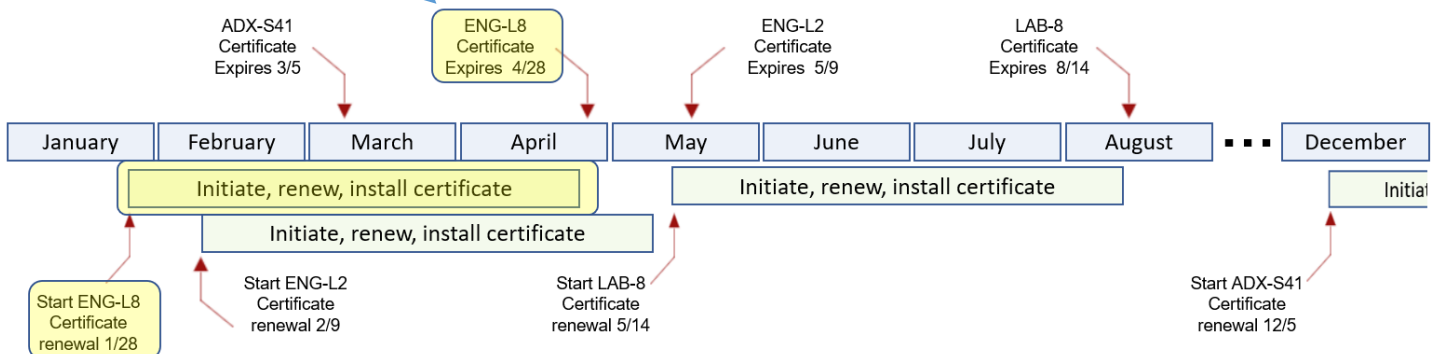 ADX-S41
Certificate
Expires 3/5
ENG-L8
Certificate
Expires 4/28
ENG-L2
Certificate
Expires 5/9
LAB-8
Certificate
Expires 8/14
January
February
March
April
May
June
July
August
December
Initiate, renew, install certificate
Initiate, renew, install certificate
Initiat
Initiate, renew, install certificate
Start ENG-L8
Certificate
renewal 1/28
Start ENG-L2
Certificate
renewal 2/9
Start LAB-8
Certificate
renewal 5/14
Start ADX-S41
Certificate
renewal 12/5